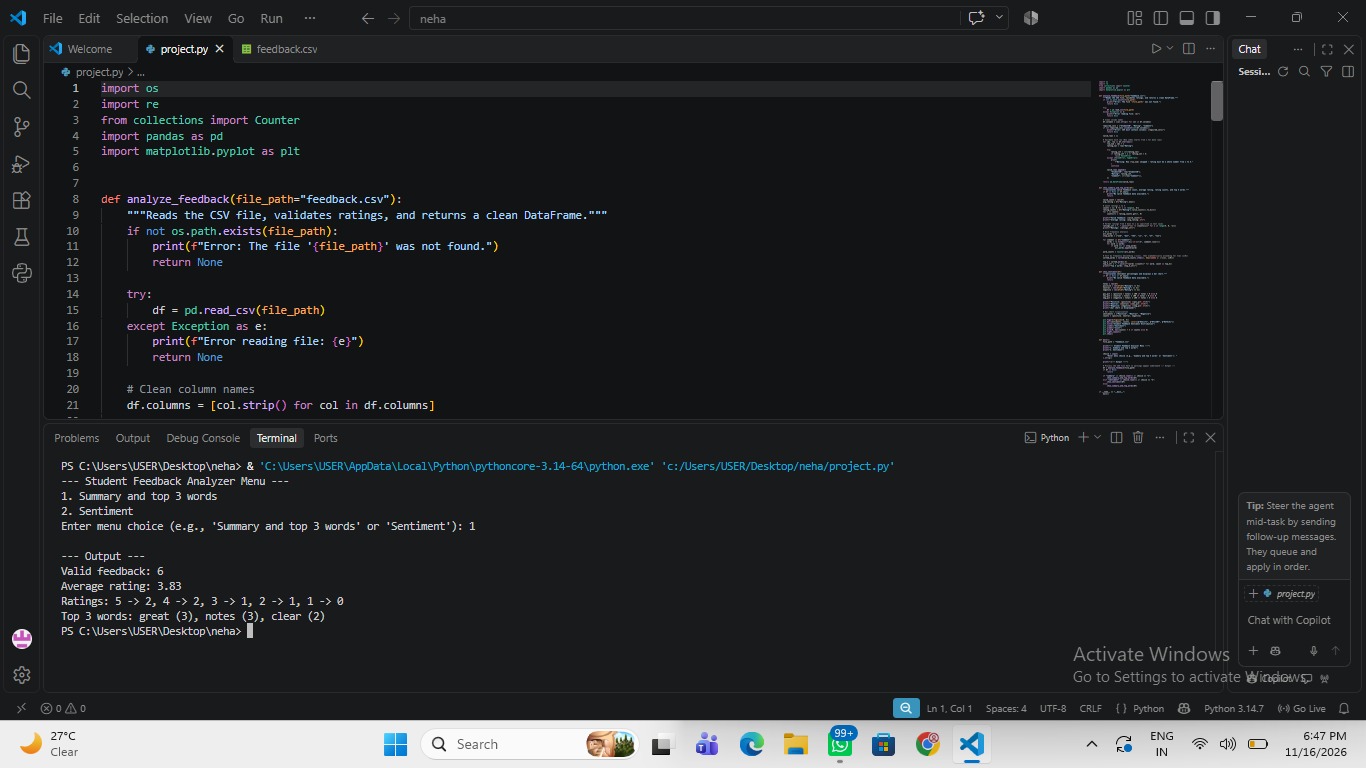 File Edit Selection View Go Run ··· neha
Welcome project.py feedback.csv
Chat
project.py > ...
Sessi...
1 import os
2 import re
3 from collections import Counter
4 import pandas as pd
5 import matplotlib.pyplot as plt
6
7
8 def analyze_feedback(file_path="feedback.csv"):
9 """Reads the CSV file, validates ratings, and returns a clean DataFrame."""
10 if not os.path.exists(file_path):
11 print(f"Error: The file '{file_path}' was not found.")
12 return None
13
14 try:
15 df = pd.read_csv(file_path)
16 except Exception as e:
17 print(f"Error reading file: {e}")
18 return None
19
20 # Clean column names
21 df.columns = [col.strip() for col in df.columns]
Problems Output Debug Console Terminal Ports Python
PS C:\Users\USER\Desktop\neha> & 'C:\Users\USER\AppData\Local\Python\pythoncore-3.14-64\python.exe' 'c:/Users/USER/Desktop/neha/project.py'
--- Student Feedback Analyzer Menu ---
1. Summary and top 3 words
2. Sentiment
Enter menu choice (e.g., 'Summary and top 3 words' or 'Sentiment'): 1
--- Output ---
Valid feedback: 6
Average rating: 3.83
Ratings: 5 -> 2, 4 -> 2, 3 -> 1, 2 -> 1, 1 -> 0
Top 3 words: great (3), notes (3), clear (2)
PS C:\Users\USER\Desktop\neha>
Tip: Steer the agent
mid-task by sending
follow-up messages.
They queue and
apply in order.
project.py
Chat with Copilot
Activate Windows
Go to Settings to activate Windows.
0 0 Ln 1, Col 1 Spaces: 4 UTF-8 CRLF {} Python Python 3.14.7 Go Live
27°C
Clear
Search
99+
ENG
IN
6:47 PM
11/16/2026